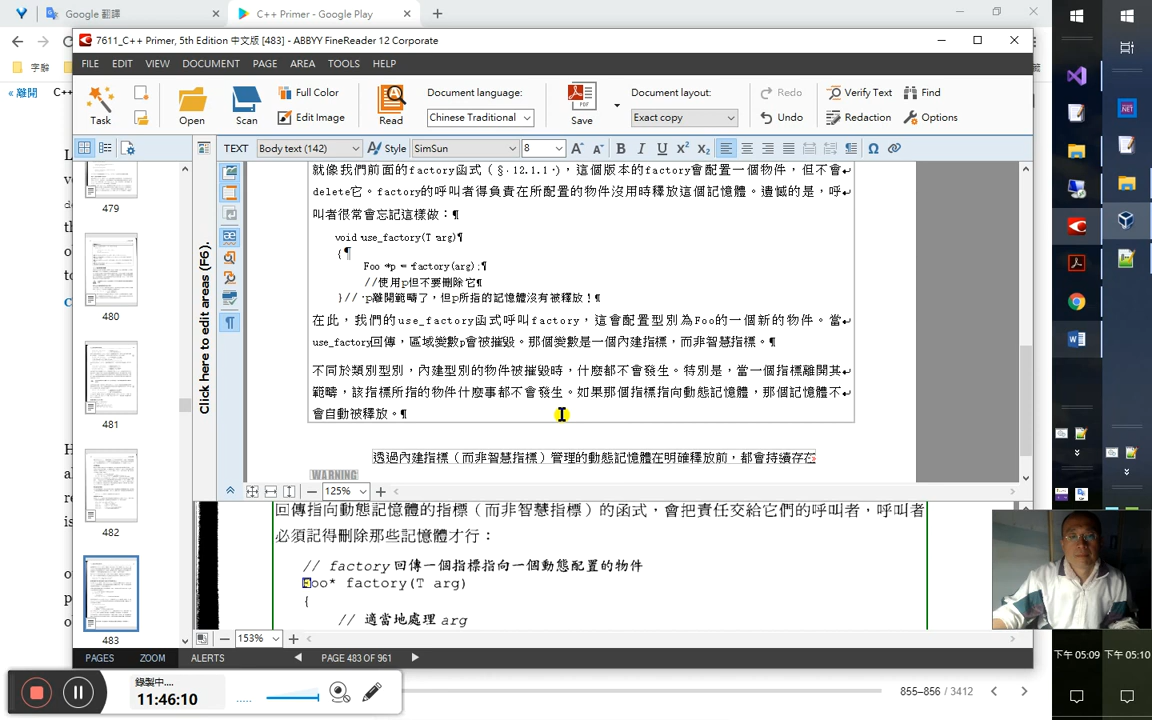 Google 翻譯
C++ Primer - Google Play
字辭
« 離開
C+
7611_C++ Primer, 5th Edition 中文版 [483] - ABBYY FineReader 12 Corporate
FILE EDIT VIEW DOCUMENT PAGE AREA TOOLS HELP
Task
Open
Scan
Full Color
Edit Image
Read
Document language:
Chinese Traditional
Save
Document layout:
Exact copy
Redo
Undo
Verify Text
Redaction
Find
Options
TEXT
Body text (142)
Style
SimSun
8
479
480
481
482
483
Click here to edit areas (F6).
就像我們前面的factory函式（§·12.1.1·），這個版本的factory會配置一個物件，但不會
delete它。factory的呼叫者得負責在所配置的物件沒用時釋放這個記憶體。遺憾的是，呼
叫者很常會忘記這樣做：¶
void use_factory(T arg)¶
{¶
Foo *p = factory(arg);¶
//使用p但不要刪除它¶
}// p離開範疇了，但p所指的記憶體沒有被釋放！¶
在此，我們的use_factory函式呼叫factory，這會配置型別為Foo的一個新的物件。當
use_factory回傳，區域變數p會被摧毀。那個變數是一個內建指標，而非智慧指標。¶
不同於類別型別，內建型別的物件被摧毀時，什麼都不會發生。特別是，當一個指標離開其
範疇，該指標所指的物件什麼事都不會發生。如果那個指標指向動態記憶體，那個記憶體不
會自動被釋放。¶
透過內建指標（而非智慧指標）管理的動態記憶體在明確釋放前，都會持續存在
WARNING
125%
回傳指向動態記憶體的指標（而非智慧指標）的函式，會把責任交給它們的呼叫者，呼叫者
必須記得刪除那些記憶體才行：
// factory 回傳一個指標指向一個動態配置的物件
Foo* factory(T arg)
{
// 適當地處理 arg
153%
PAGES ZOOM ALERTS
PAGE 483 OF 961
錄製中....
11:46:10
855–856 / 3412
下午 05:09
下午 05:10